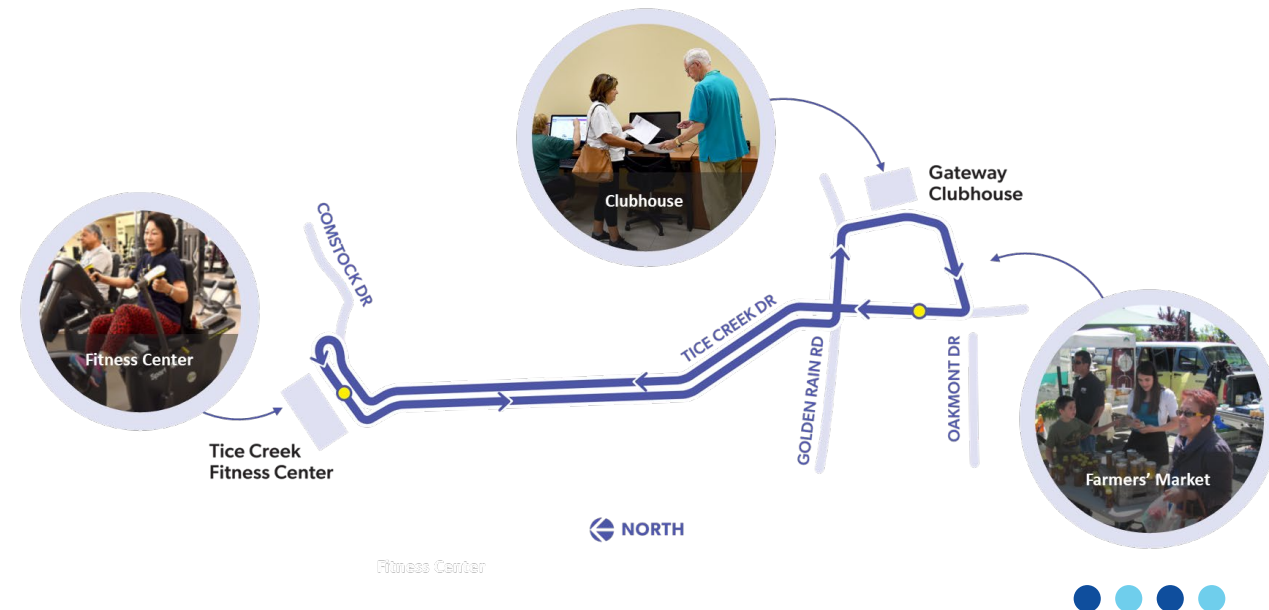 Clubhouse
Gateway
Clubhouse
COMSTOCK DR
Fitness Center
TICE CREEK DR
GOLDEN RAIN RD
OAKMONT DR
Tice Creek
Fitness Center
Farmers' Market
NORTH
Fitness Center